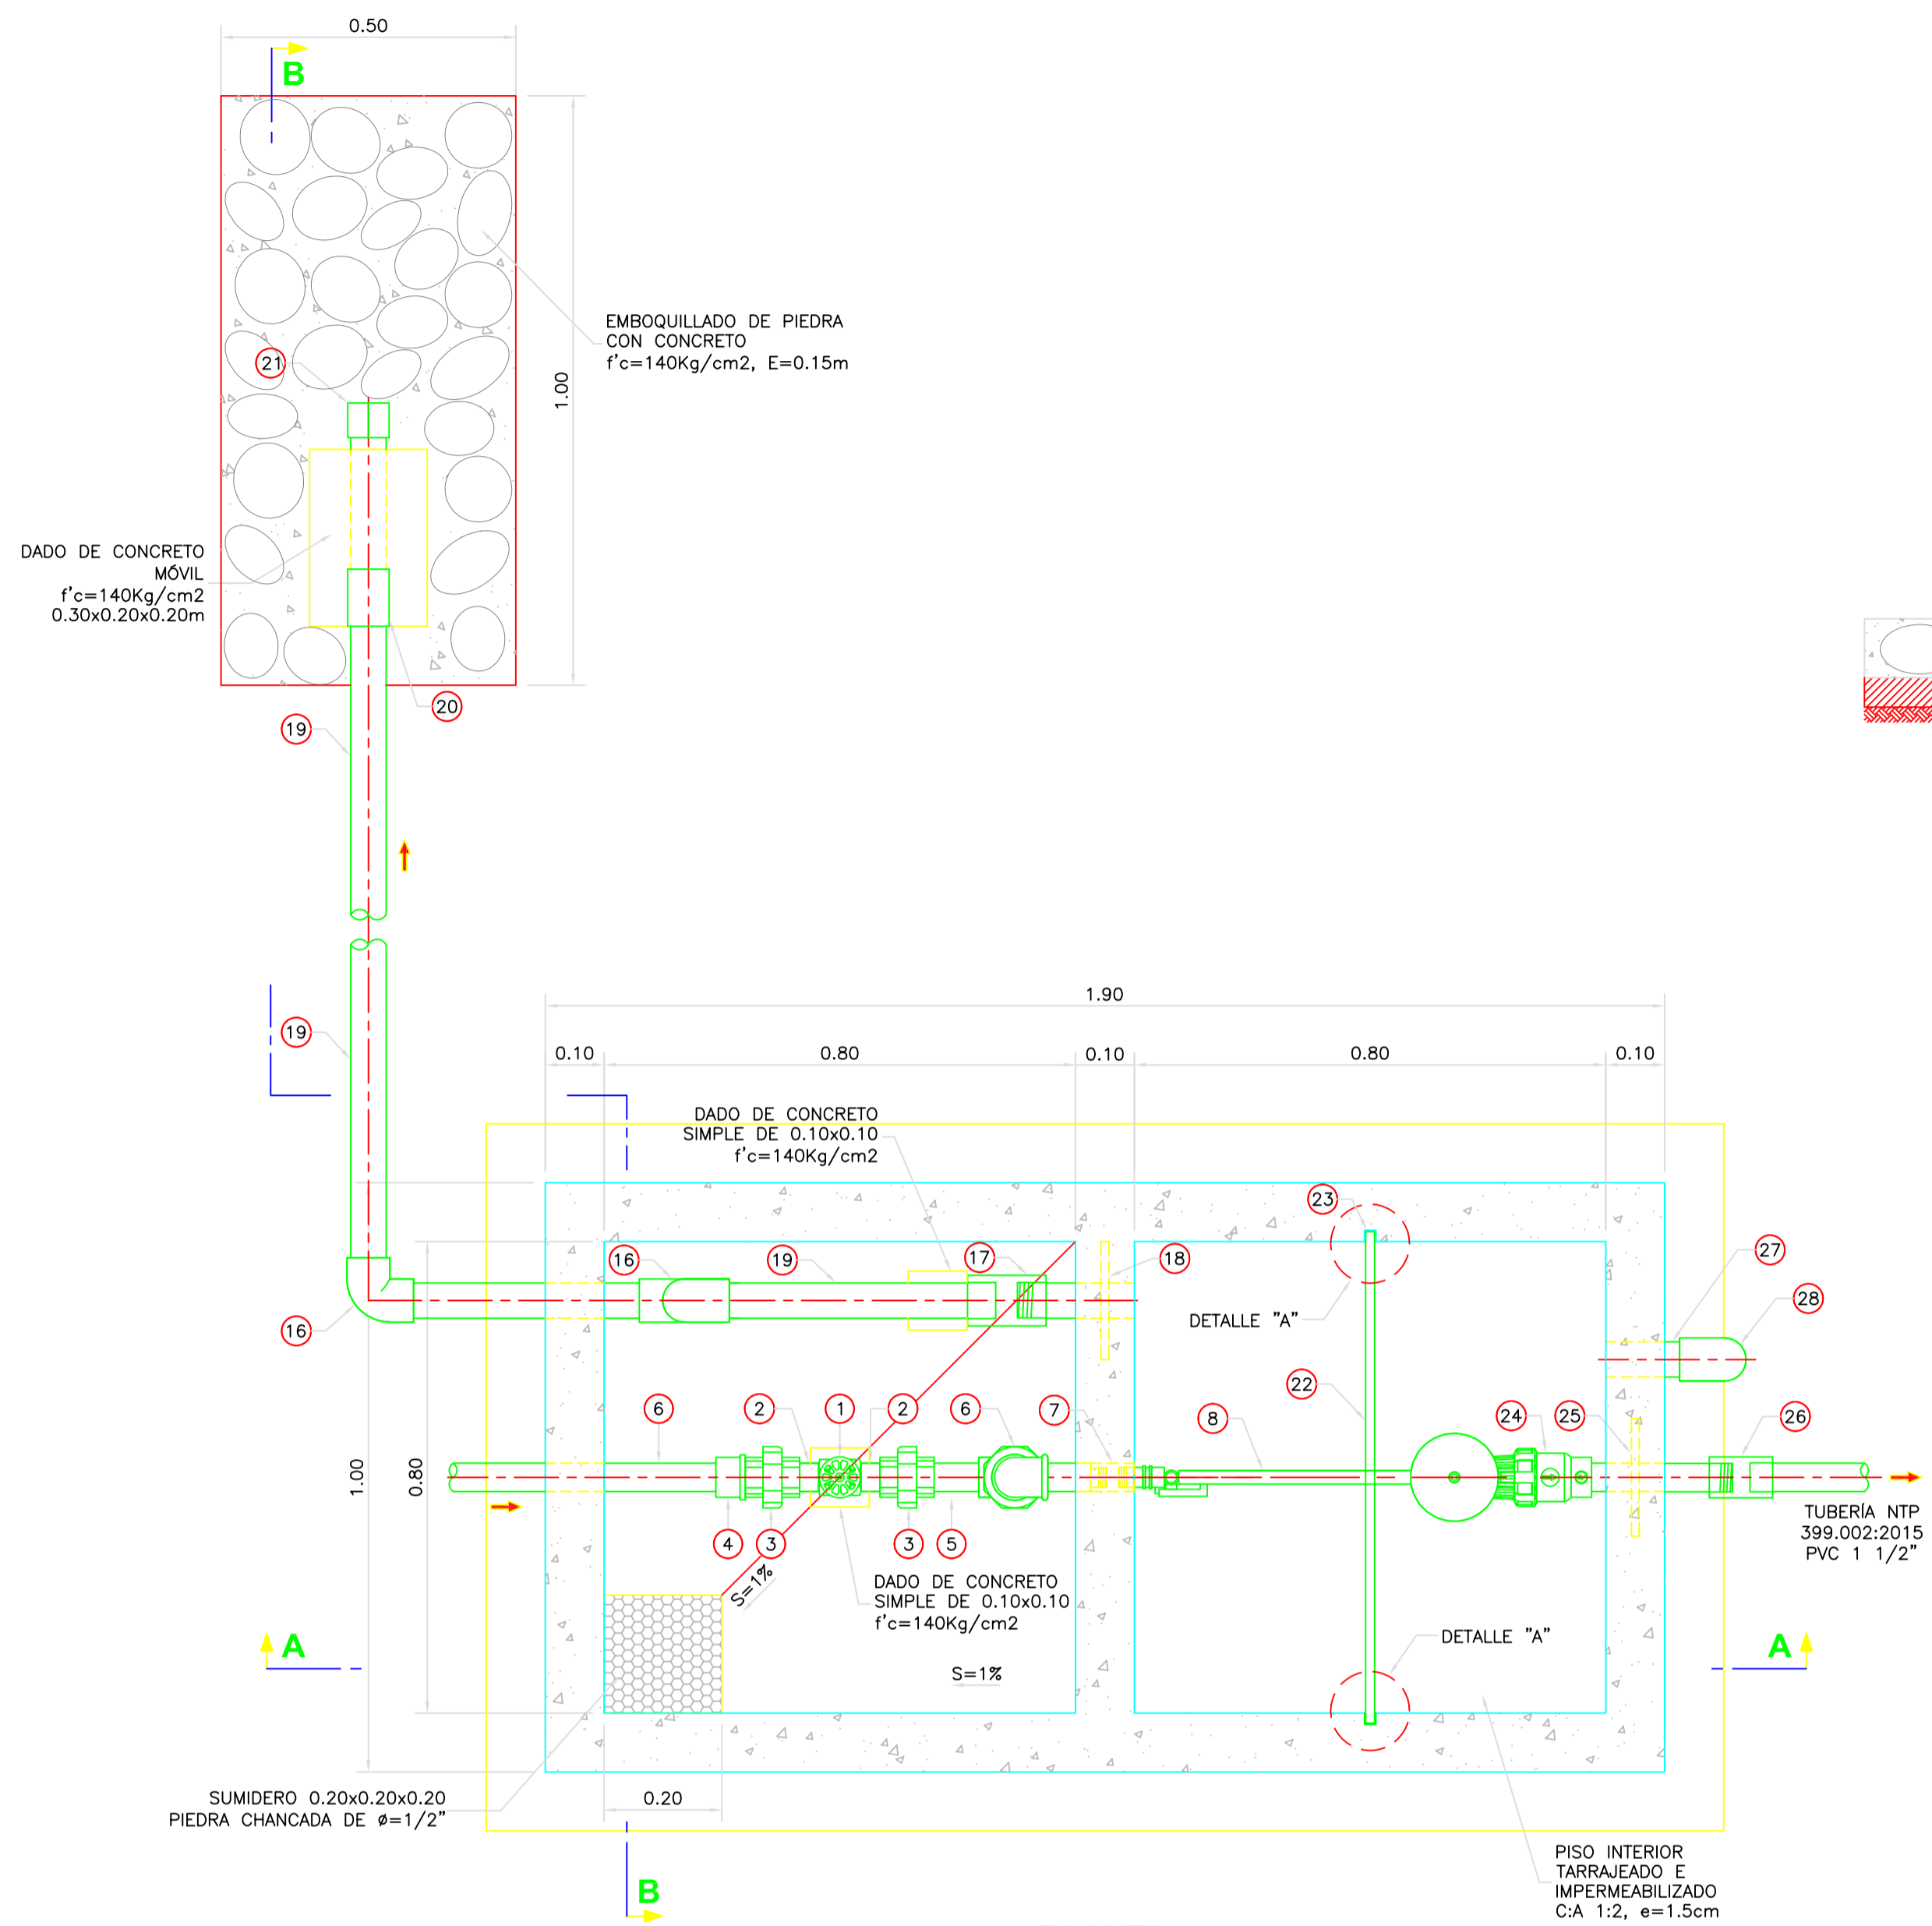 0.50
B
EMBOQUILLADO DE PIEDRA
CON CONCRETO
f'c=140Kg/cm2, E=0.15m
21
1.00
DADO DE CONCRETO
MÓVIL
f'c=140Kg/cm2
0.30x0.20x0.20m
20
19
19
1.90
0.10
0.80
0.10
0.80
0.10
DADO DE CONCRETO
SIMPLE DE 0.10x0.10
f'c=140Kg/cm2
23
16
19
17
18
27
28
16
DETALLE "A"
22
6
2
1
2
6
7
8
24
25
26
1.00
0.80
TUBERÍA NTP
399.002:2015
PVC 1 1/2"
4
3
3
5
S=1%
DADO DE CONCRETO
SIMPLE DE 0.10x0.10
f'c=140Kg/cm2
A
DETALLE "A"
A
S=1%
SUMIDERO 0.20x0.20x0.20
PIEDRA CHANCADA DE ø=1/2"
0.20
PISO INTERIOR
TARRAJEADO E
IMPERMEABILIZADO
C:A 1:2, e=1.5cm
B